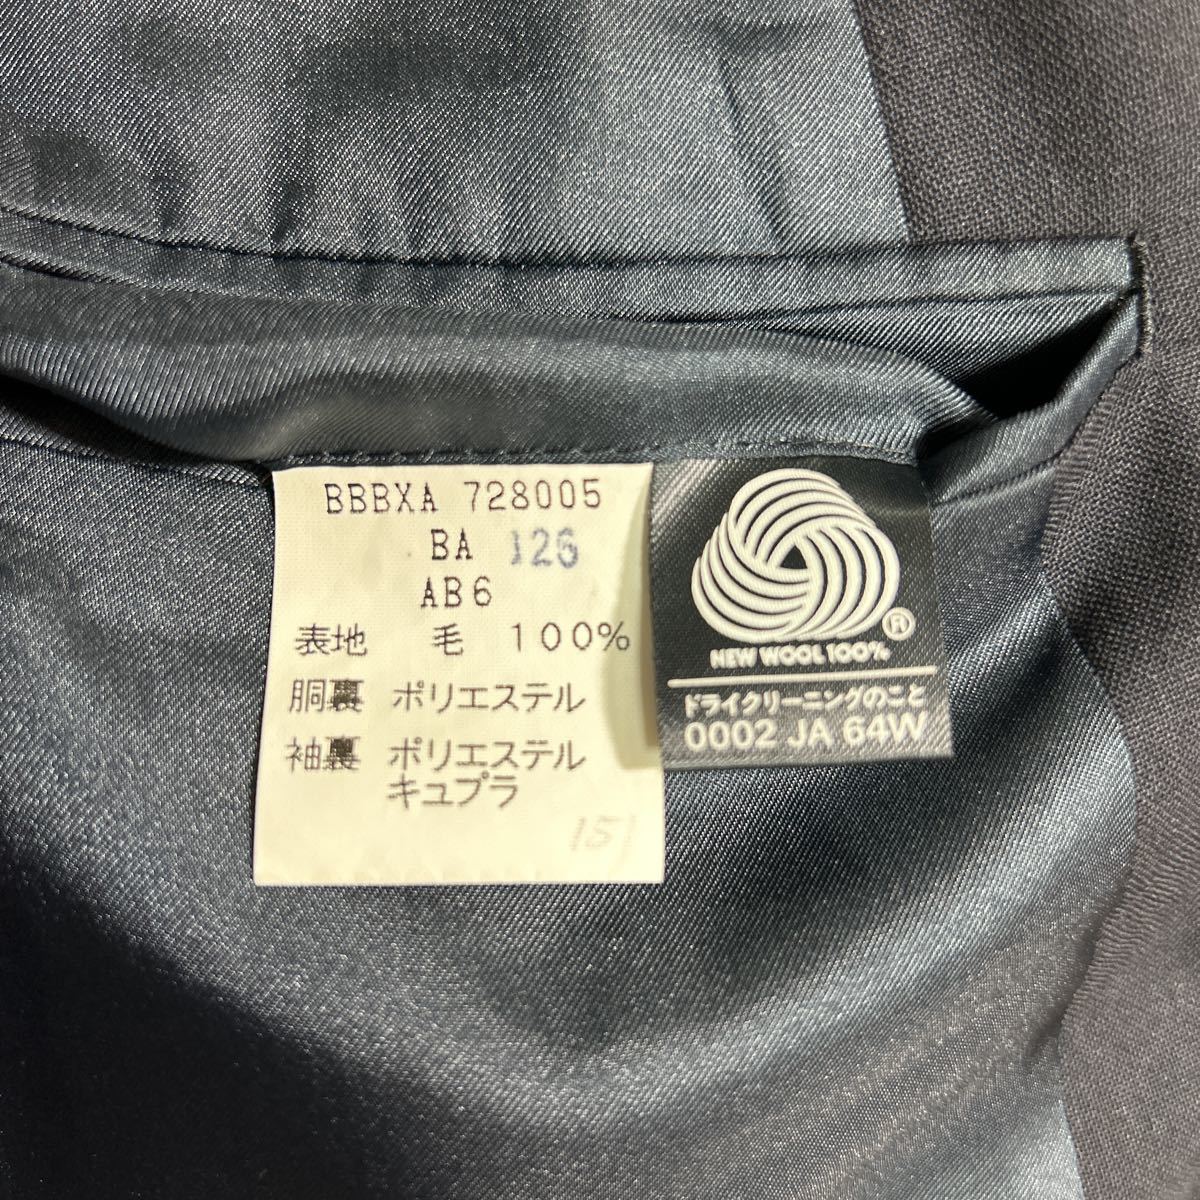 BBBXA 728005
BA 126
AB6
表地 毛 100%
胴裏 ポリエステル
袖裏 ポリエステル
キュプラ
151
®
NEW WOOL 100%
ドライクリーニングのこと
0002 JA 64W